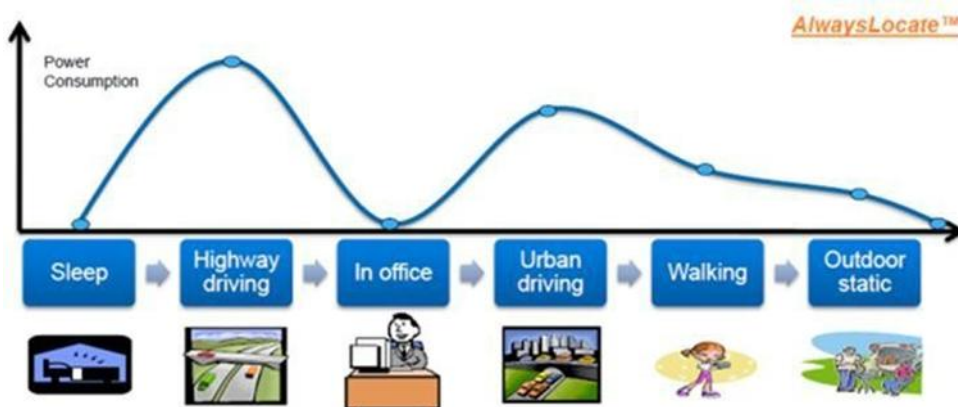 AlwaysLocate™
Power
Consumption
Sleep
Highway
driving
In office
Urban
driving
Walking
Outdoor
static